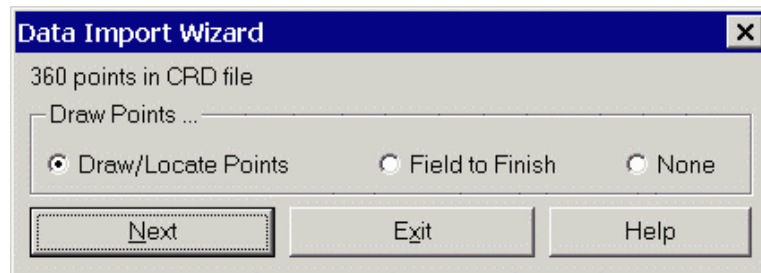 Data Import Wizard
360 points in CRD file
Draw Points ...
Draw/Locate Points Field to Finish None
Next Exit Help